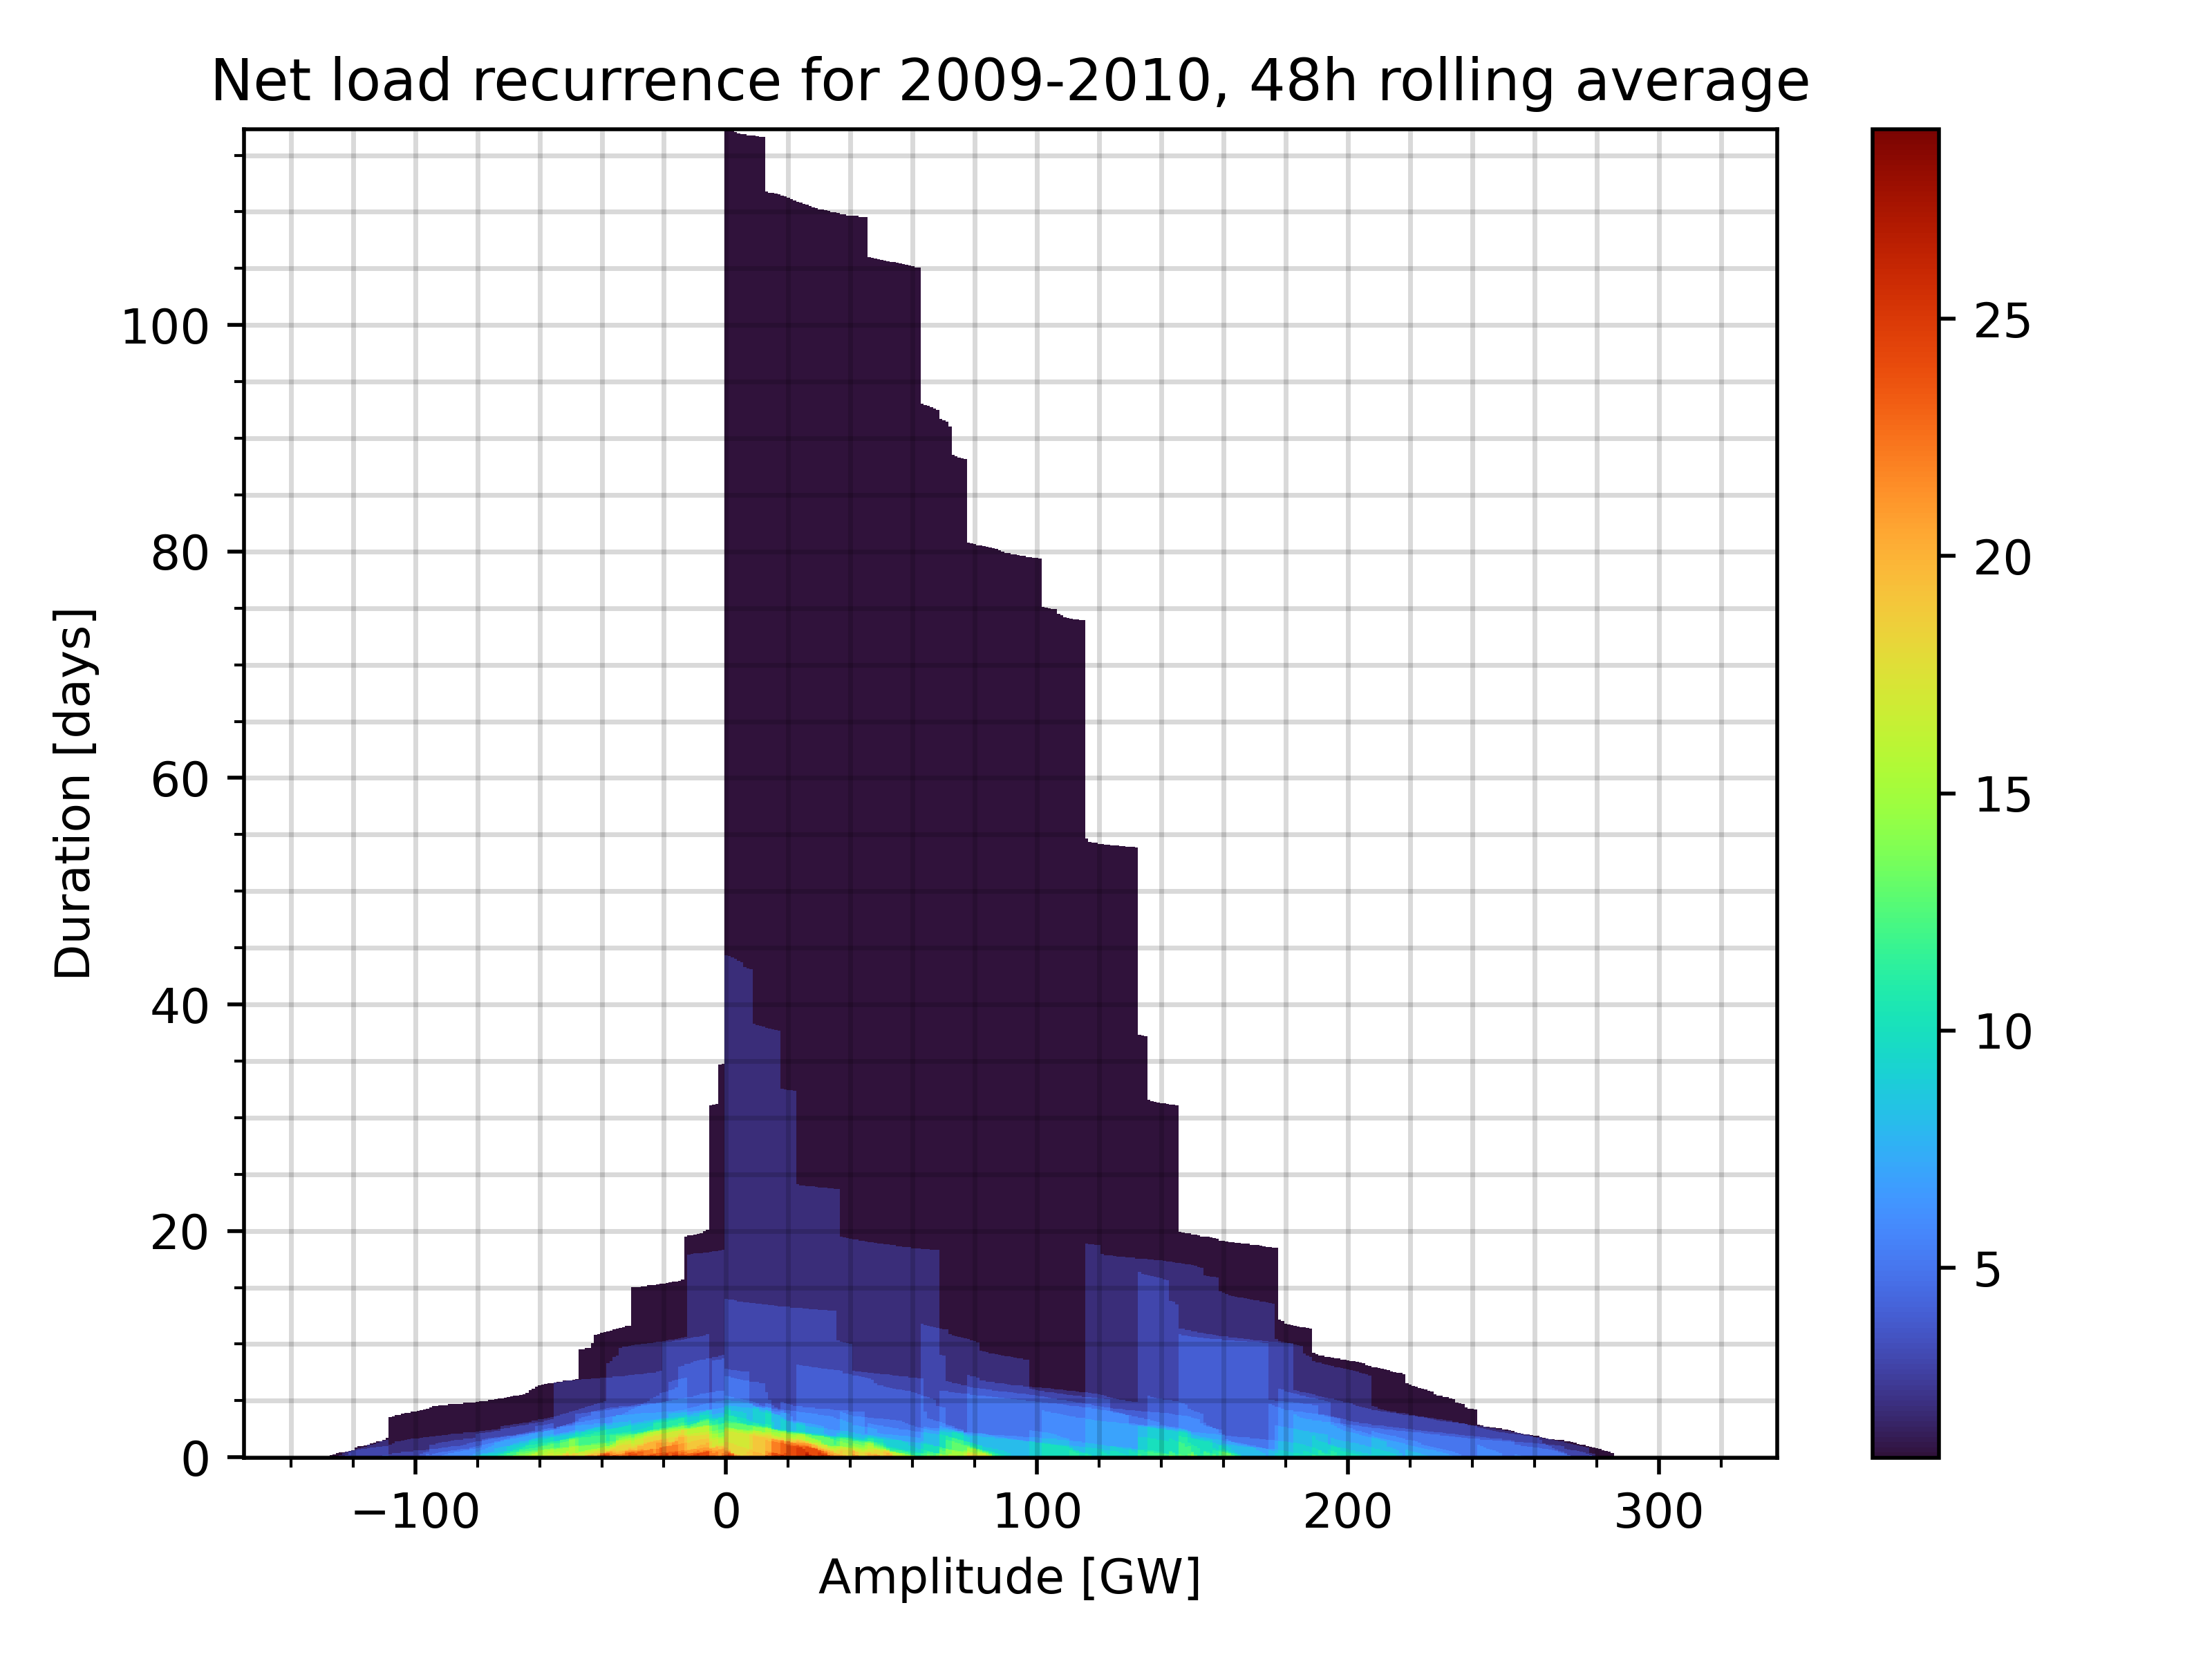 Net load recurrence for 2009-2010, 48h rolling average
Duration [days]
100
80
60
40
20
0
−100 0 100 200 300
Amplitude [GW]
25
20
15
10
5